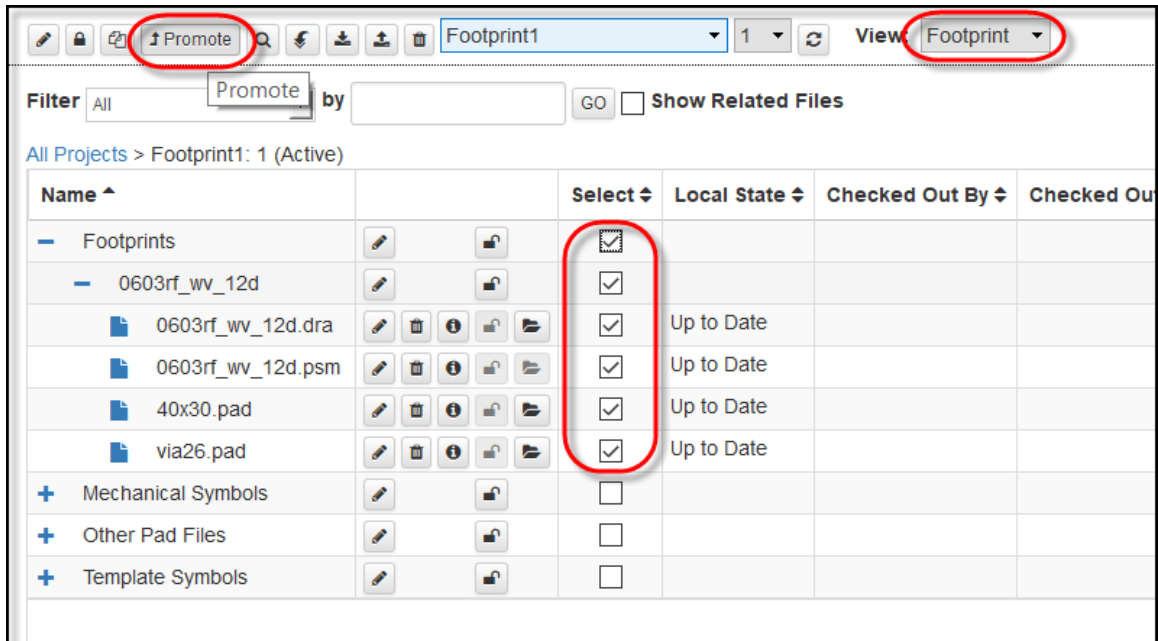 Promote Footprint1 1 View: Footprint
Promote
Filter All by GO Show Related Files
All Projects > Footprint1: 1 (Active)
Name Select Local State Checked Out By Checked Out
Footprints
0603rf_wv_12d
0603rf_wv_12d.dra Up to Date
0603rf_wv_12d.psm Up to Date
40x30.pad Up to Date
via26.pad Up to Date
Mechanical Symbols
Other Pad Files
Template Symbols